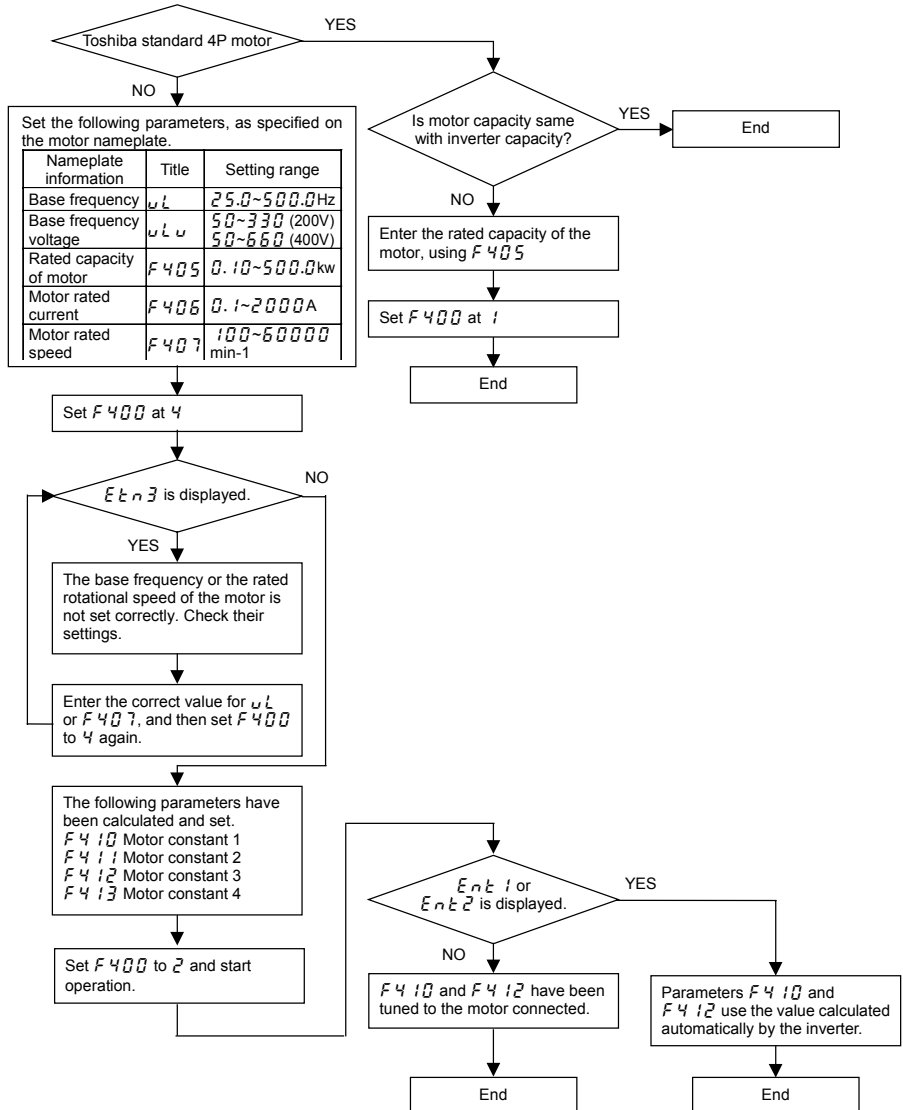 Toshiba standard 4P motor
YES
NO
Set the following parameters, as specified on
the motor nameplate.
Nameplate
information
Title
Setting range
Base frequency
uL
25.0~500.0Hz
Base frequency
voltage
uLu
50~330 (200V)
50~660 (400V)
Rated capacity
of motor
F405
0.10~500.0kw
Motor rated
current
F406
0.1~2000A
Motor rated
speed
F407
100~60000
min-1
Is motor capacity same
with inverter capacity?
YES
End
NO
Enter the rated capacity of the
motor, using F405
Set F400 at 1
End
Set F400 at 4
Etn3 is displayed.
NO
YES
The base frequency or the rated
rotational speed of the motor is
not set correctly. Check their
settings.
Enter the correct value for uL
or F407, and then set F400
to 4 again.
The following parameters have
been calculated and set.
F410 Motor constant 1
F411 Motor constant 2
F412 Motor constant 3
F413 Motor constant 4
Set F400 to 2 and start
operation.
Ent1 or
Ent2 is displayed.
YES
NO
F410 and F412 have been
tuned to the motor connected.
End
Parameters F410 and
F412 use the value calculated
automatically by the inverter.
End